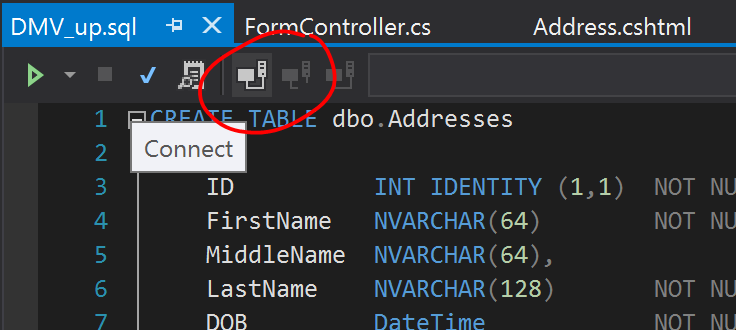 DMV_up.sql FormController.cs Address.cshtml
1 CREATE TABLE dbo.Addresses
Connect
2
3 ID INT IDENTITY (1,1) NOT NU
4 FirstName NVARCHAR(64) NOT NU
5 MiddleName NVARCHAR(64),
6 LastName NVARCHAR(128) NOT NU
7 DOB DateTime NOT NU